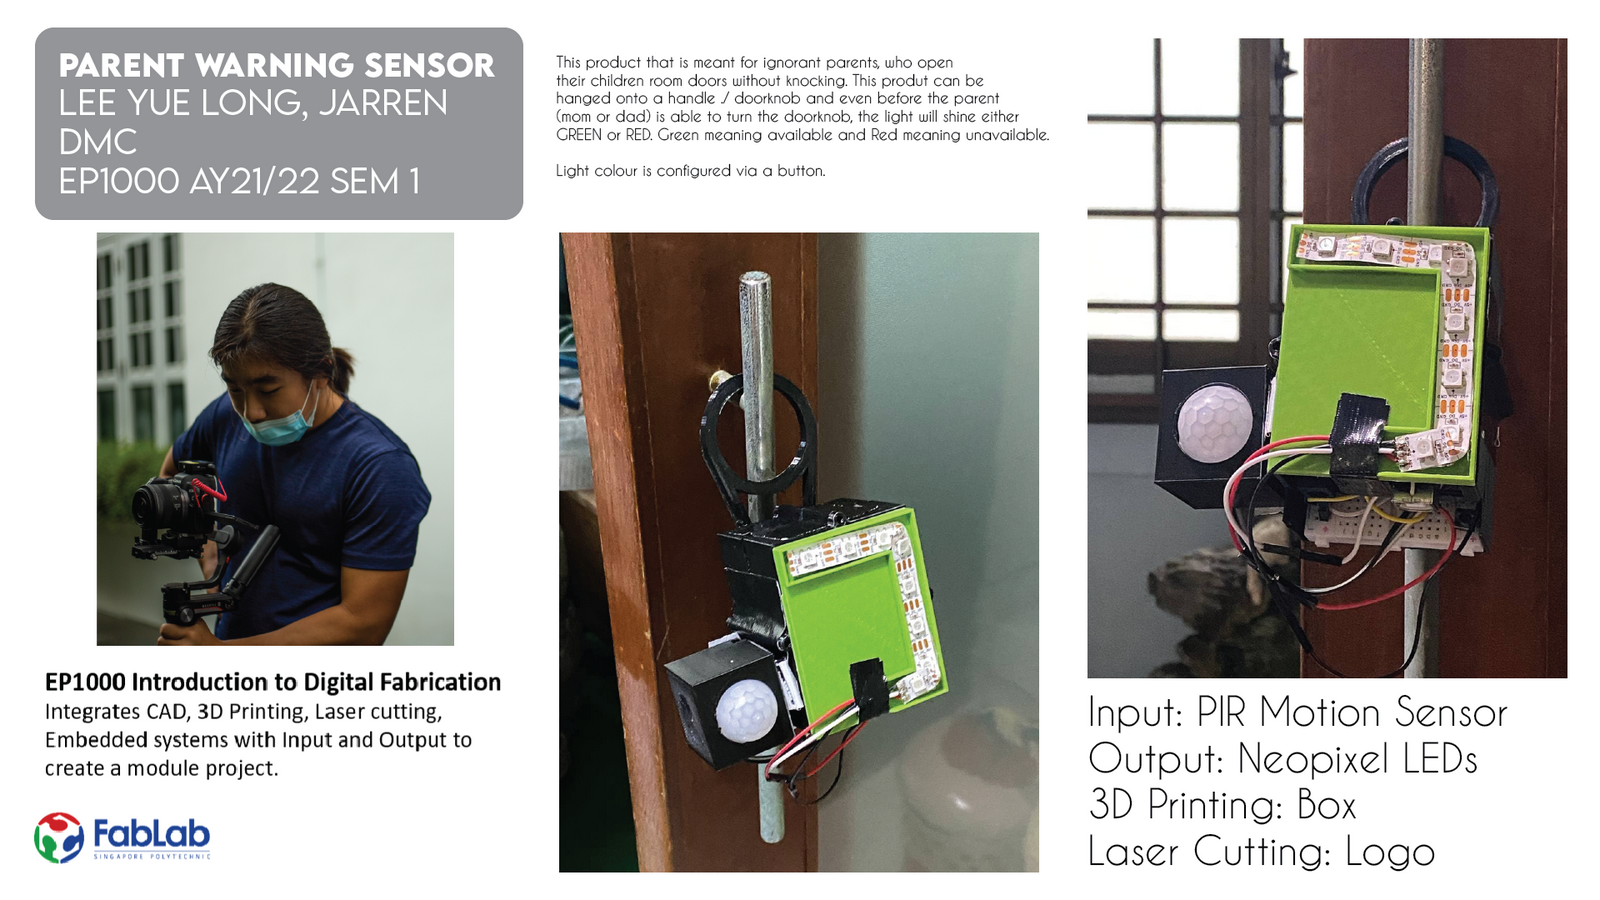 PARENT WARNING SENSOR
LEE YUE LONG, JARREN
DMC
EP1000 AY21/22 SEM 1
This product that is meant for ignorant parents, who open
their children room doors without knocking. This produt can be
hanged onto a handle ./ doorknob and even before the parent
(mom or dad) is able to turn the doorknob, the light will shine either
GREEN or RED. Green meaning available and Red meaning unavailable.
Light colour is configured via a button.
EP1000 Introduction to Digital Fabrication
Integrates CAD, 3D Printing, Laser cutting,
Embedded systems with Input and Output to
create a module project.
FabLab
SINGAPORE POLYTECHNIC
Input: PIR Motion Sensor
Output: Neopixel LEDs
3D Printing: Box
Laser Cutting: Logo